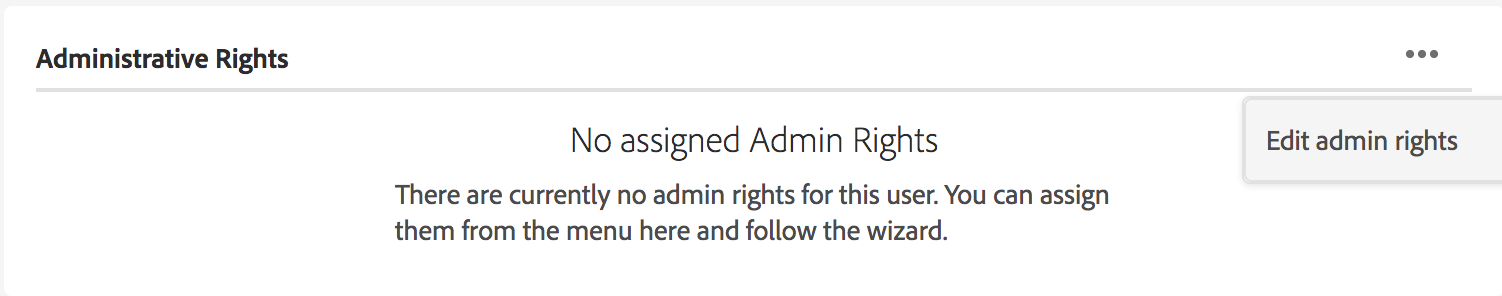 Administrative Rights
No assigned Admin Rights
Edit admin rights
There are currently no admin rights for this user. You can assign
them from the menu here and follow the wizard.